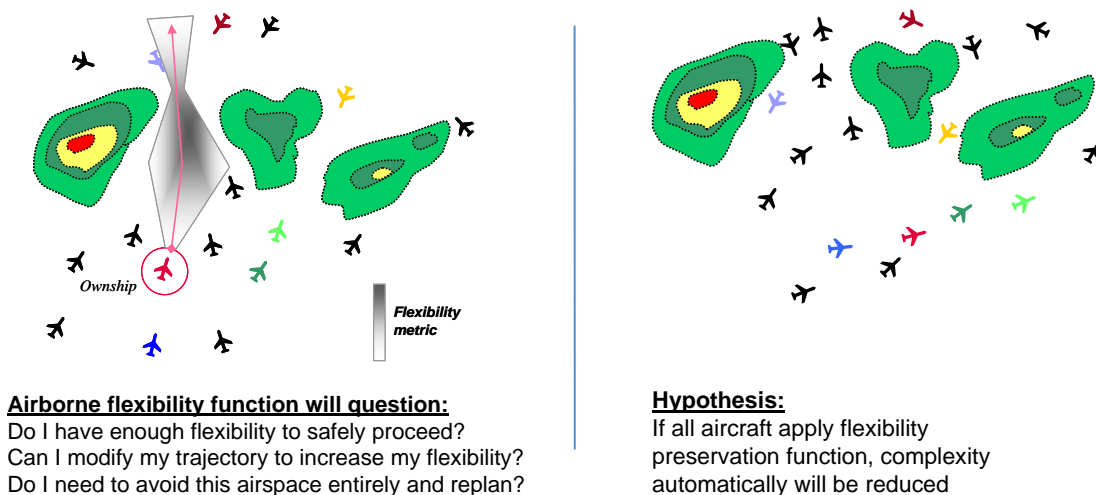 Ownship
Flexibility
metric
Airborne flexibility function will question:
Do I have enough flexibility to safely proceed?
Can I modify my trajectory to increase my flexibility?
Do I need to avoid this airspace entirely and replan?
Hypothesis:
If all aircraft apply flexibility
preservation function, complexity
automatically will be reduced